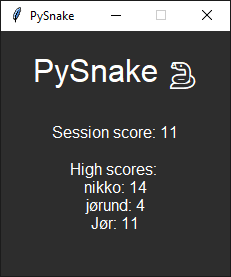 PySnake
PySnake 🐍
Session score: 11
High scores:
nikko: 14
jørund: 4
Jør: 11